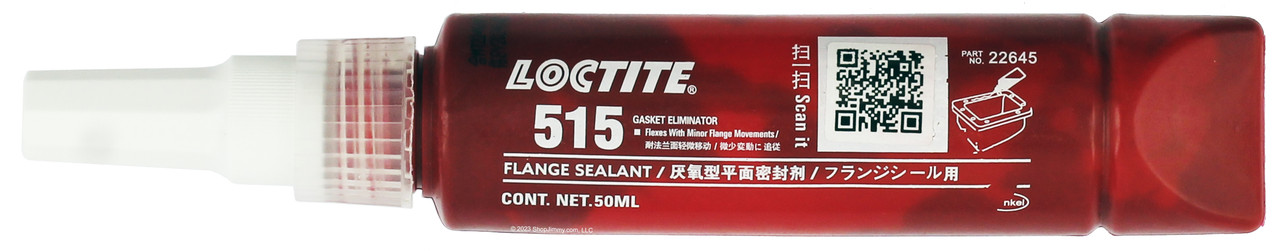 LOCTITE®
515
GASKET ELIMINATOR
■ Flexes With Minor Flange Movements/
耐法兰面轻微移动 / 微少变動に追従
扫一扫 Scan it
PART NO. 22645
FLANGE SEALANT / 厌氧型平面密封剂 / フランジシール用
CONT. NET.50ML
nkel
© 2023 ShopJimmy.com, LLC